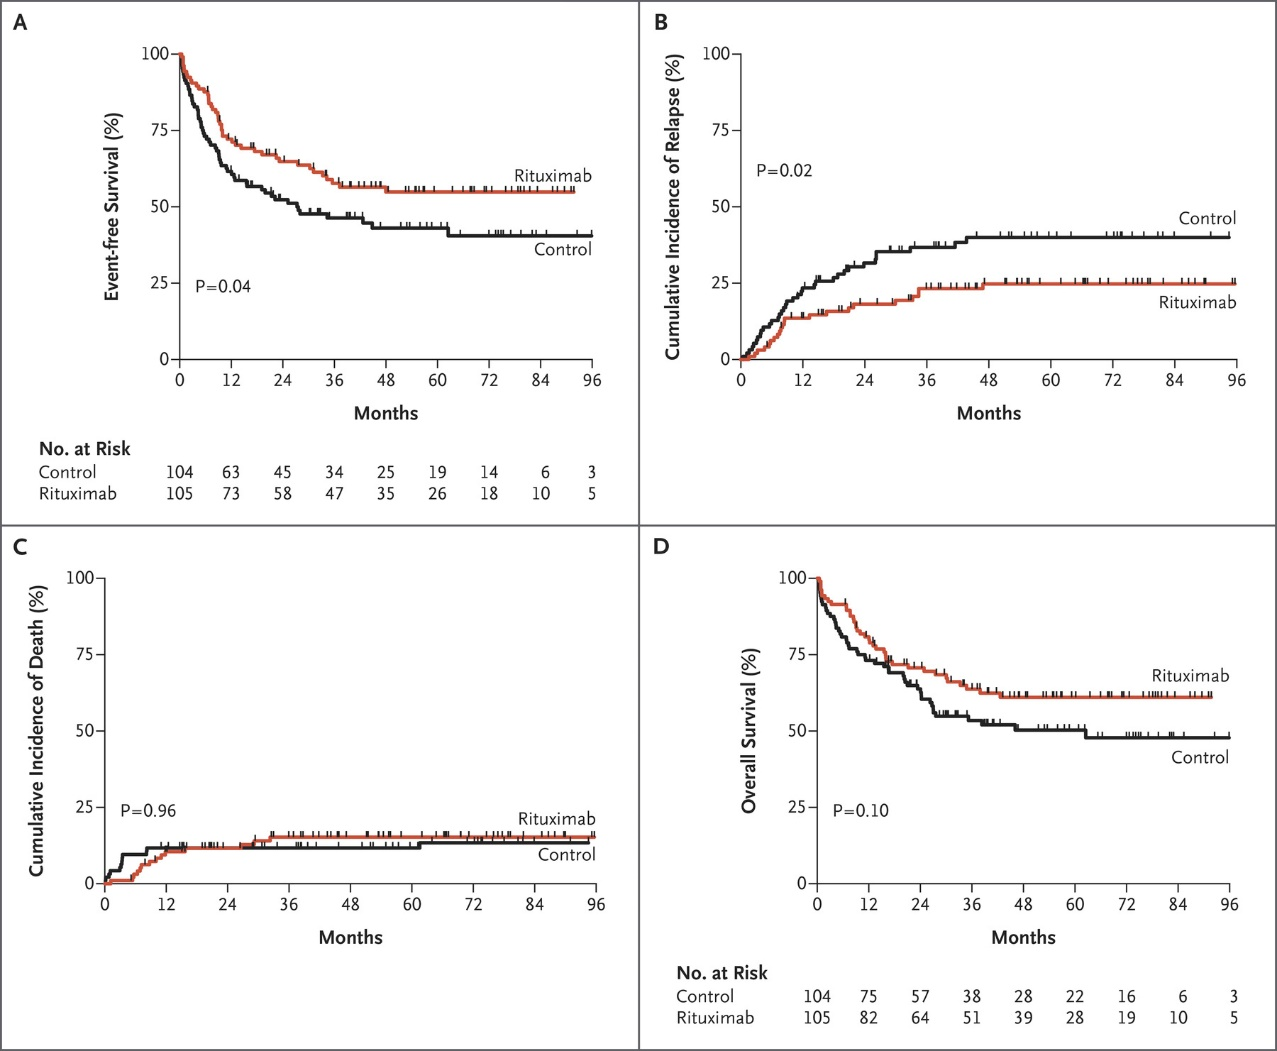 A
Event-free Survival (%)
100
75
50
25
0
Rituximab
Control
P=0.04
0 12 24 36 48 60 72 84 96
Months
No. at Risk
Control 104 63 45 34 25 19 14 6 3
Rituximab 105 73 58 47 35 26 18 10 5
B
Cumulative Incidence of Relapse (%)
100
75
50
25
0
P=0.02
Control
Rituximab
0 12 24 36 48 60 72 84 96
Months
C
Cumulative Incidence of Death (%)
100
75
50
25
0
P=0.96
Rituximab
Control
0 12 24 36 48 60 72 84 96
Months
D
Overall Survival (%)
100
75
50
25
0
Rituximab
Control
P=0.10
0 12 24 36 48 60 72 84 96
Months
No. at Risk
Control 104 75 57 38 28 22 16 6 3
Rituximab 105 82 64 51 39 28 19 10 5